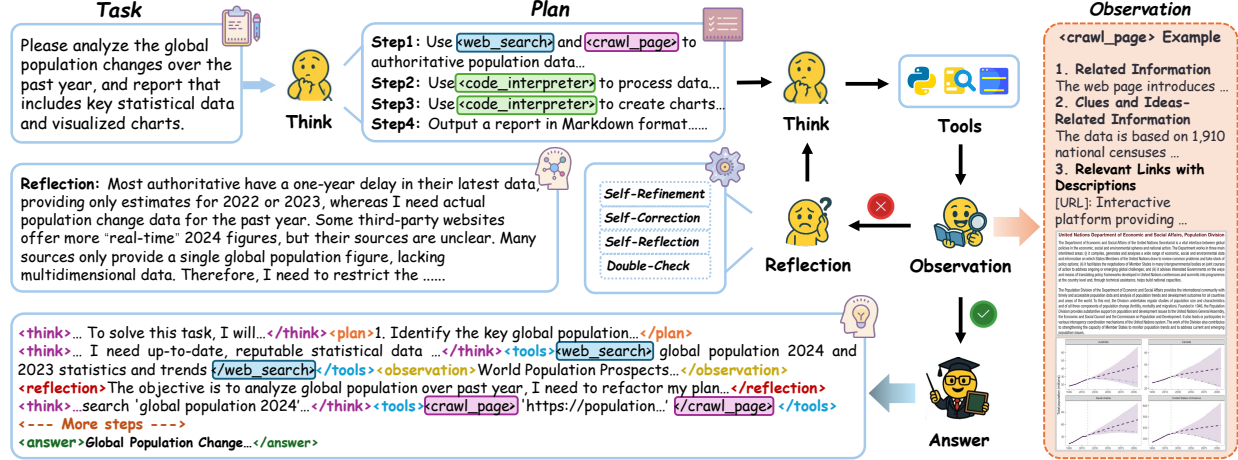 Task
Please analyze the global
population changes over the
past year, and report that
includes key statistical data
and visualized charts.
Think
Plan
Step1: Use <web_search> and <crawl_page> to
authoritative population data...
Step2: Use <code_interpreter> to process data...
Step3: Use <code_interpreter> to create charts...
Step4: Output a report in Markdown format......
Think
Tools
Observation
Reflection
Answer
Reflection: Most authoritative have a one-year delay in their latest data,
providing only estimates for 2022 or 2023, whereas I need actual
population change data for the past year. Some third-party websites
offer more "real-time" 2024 figures, but their sources are unclear. Many
sources only provide a single global population figure, lacking
multidimensional data. Therefore, I need to restrict the ......
Self-Refinement
Self-Correction
Self-Reflection
Double-Check
<think>... To solve this task, I will...</think><plan>1. Identify the key global population...</plan>
<think>... I need up-to-date, reputable statistical data ...</think><tools><web_search> global population 2024 and
2023 statistics and trends </web_search></tools><observation>World Population Prospects...</observation>
<reflection>The objective is to analyze global population over past year, I need to refactor my plan...</reflection>
<think>...search 'global population 2024'...</think><tools><crawl_page> 'https://population...' </crawl_page> </tools>
<--- More steps --->
<answer>Global Population Change...</answer>
Observation
<crawl_page> Example
1. Related Information
The web page introduces ...
2. Clues and Ideas-
Related Information
The data is based on 1,910
national censuses ...
3. Relevant Links with
Descriptions
[URL]: Interactive
platform providing ...
United Nations Department of Economic and Social Affairs, Population Division